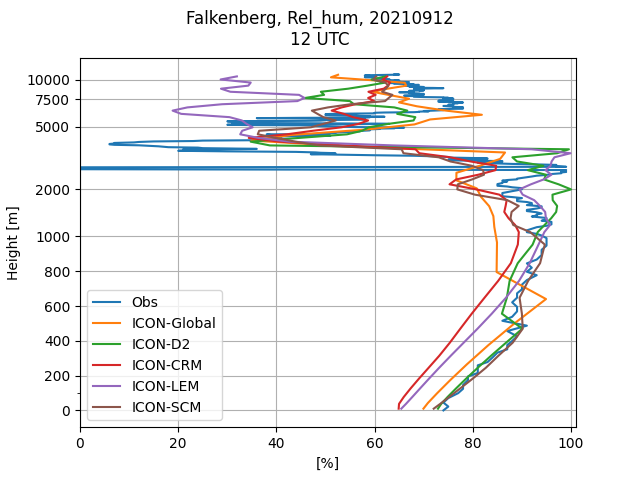 Falkenberg, Rel_hum, 20210912
12 UTC
10000
7500
5000
2000
1000
800
600
400
200
0
Height [m]
Obs
ICON-Global
ICON-D2
ICON-CRM
ICON-LEM
ICON-SCM
0 20 40 60 80 100
[%]